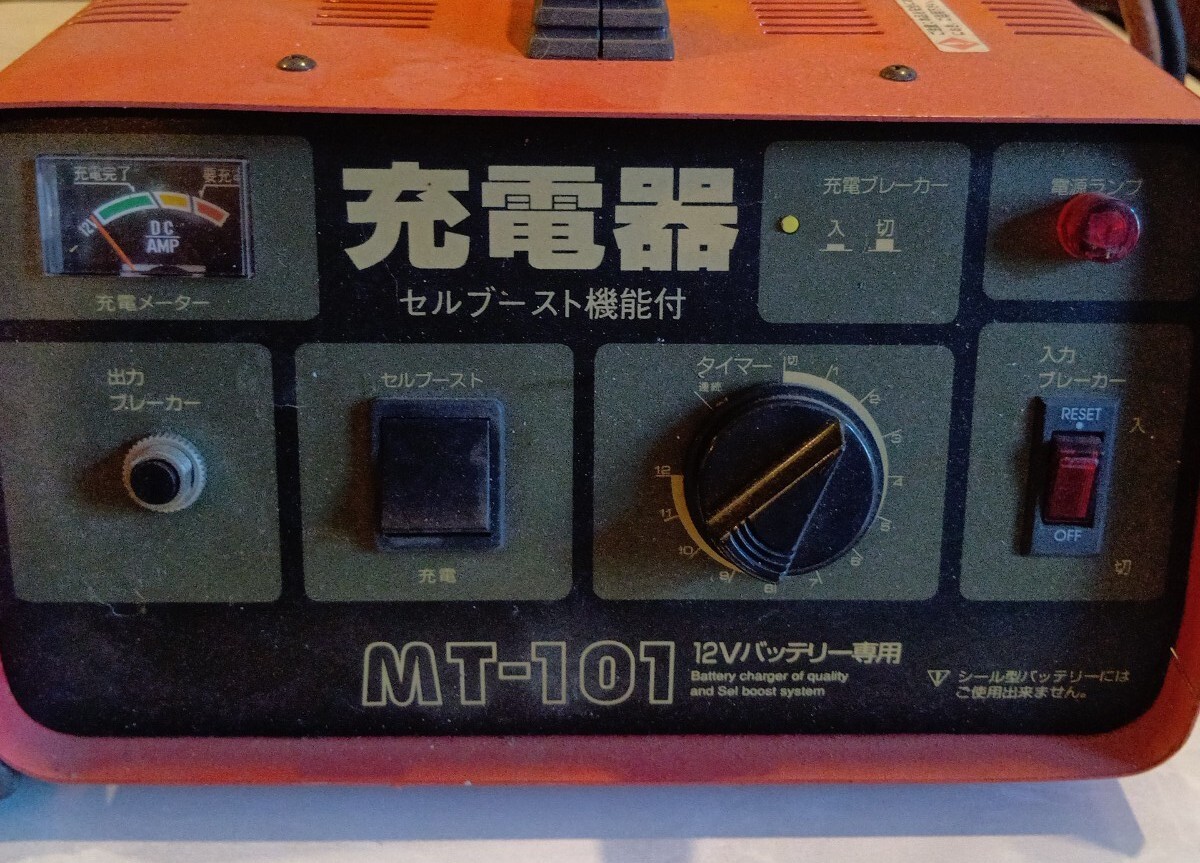 充電完了
要充電
12V
DC
AMP
充電メーター
充電器
セルブースト機能付
充電ブレーカー
入 切
電源ランプ
出力
ブレーカー
セルブースト
充電
タイマー
連続
切
1
2
3
4
5
6
7
8
9
10
11
12
入力
ブレーカー
RESET
OFF
入
切
MT-101
12Vバッテリー専用
Battery charger of quality
and Sel boost system
シール型バッテリーには
ご使用出来ません。